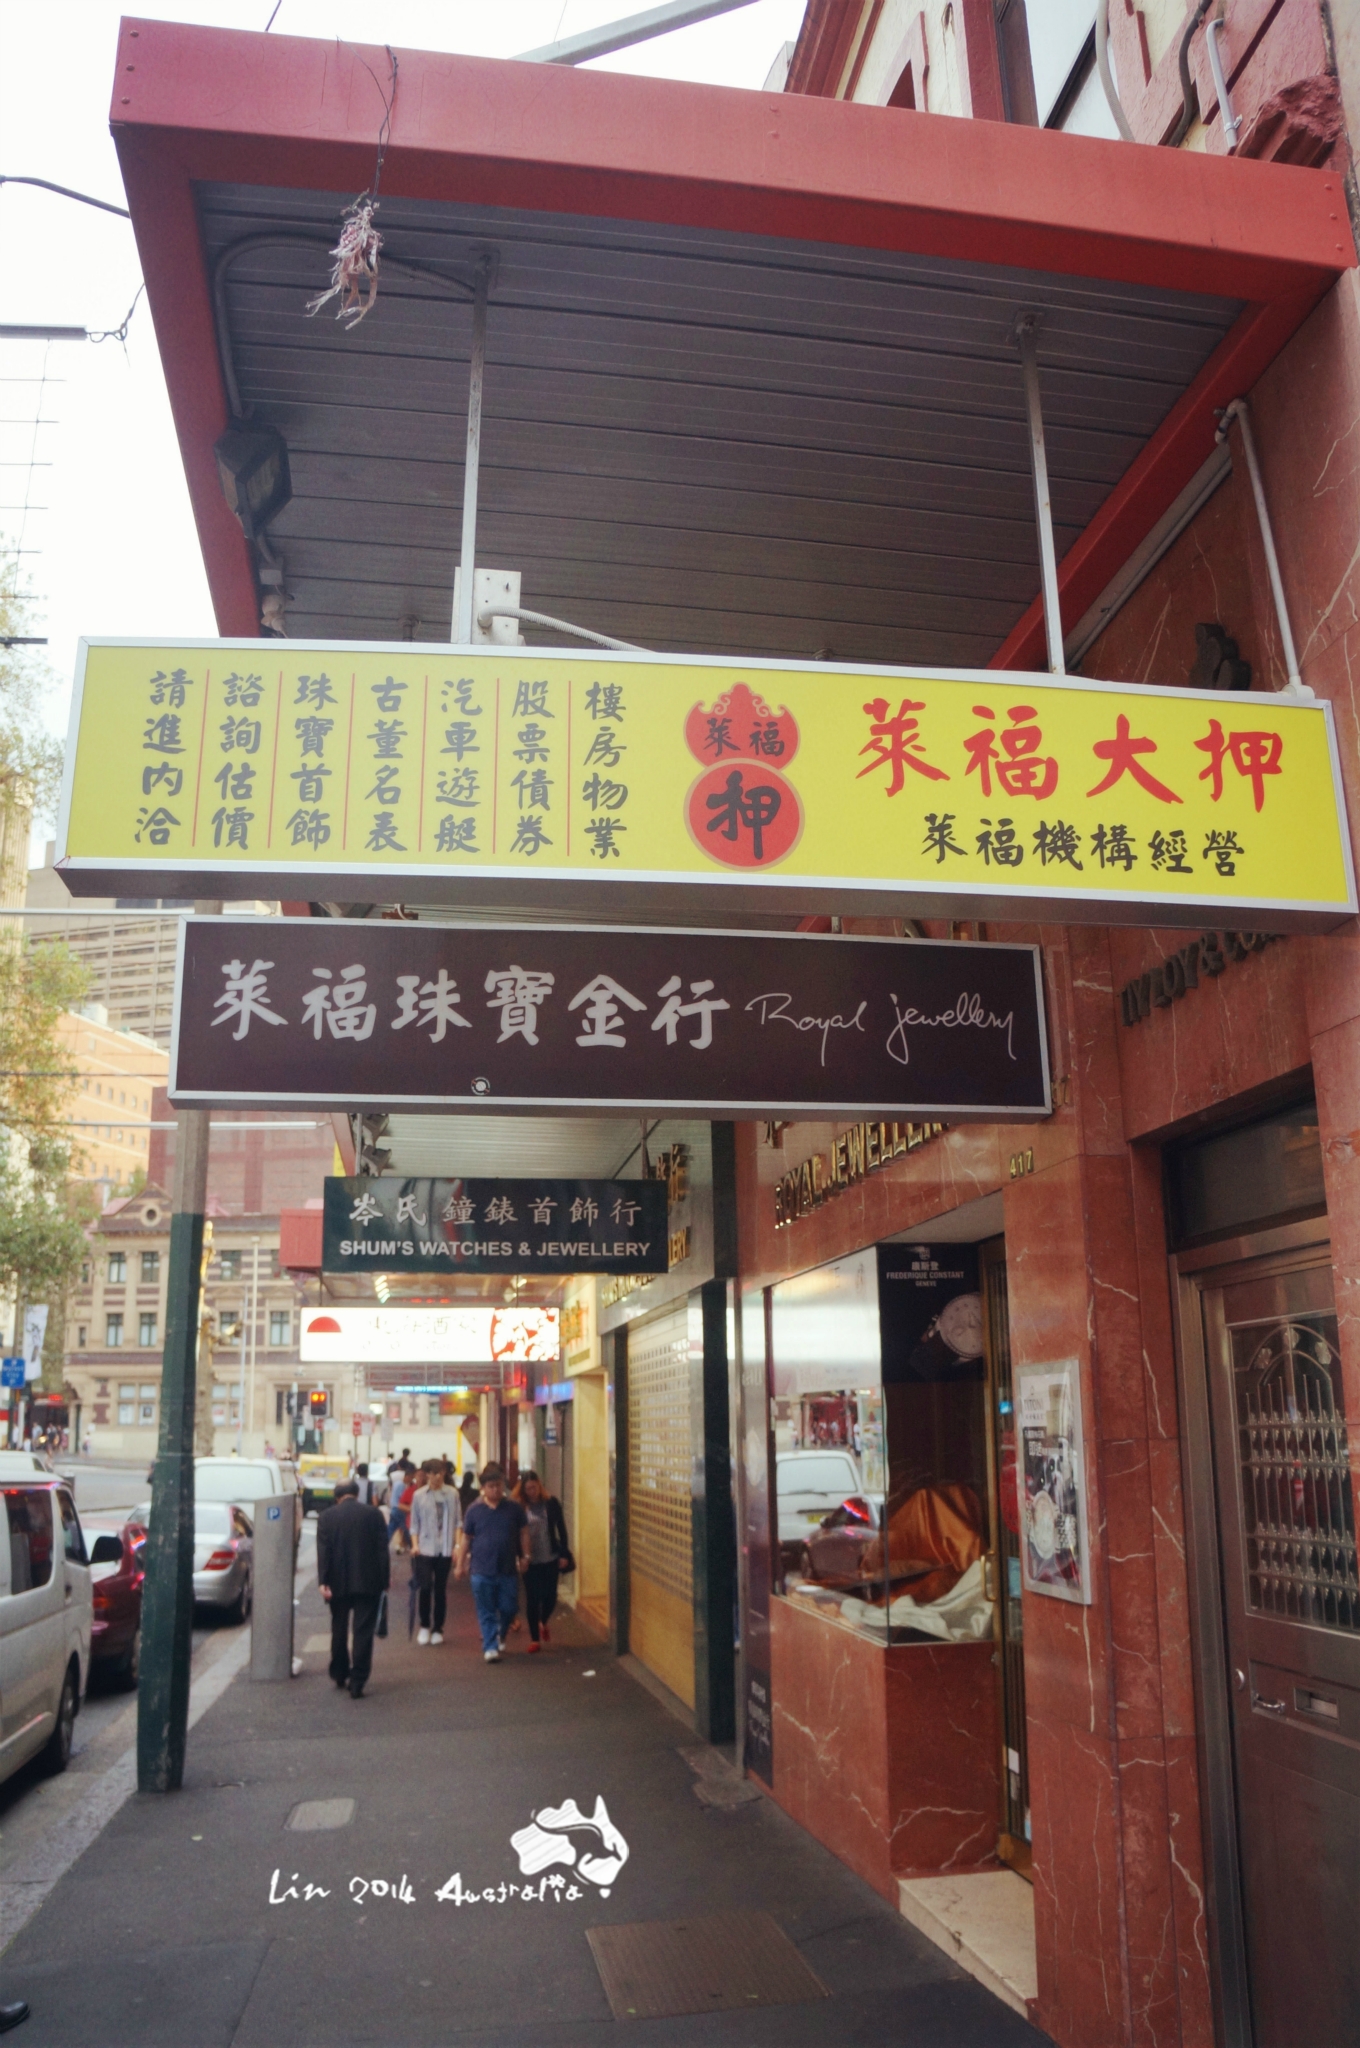 萊福大押
萊福機構經營
萊福
押
樓房物業
股票債券
汽車遊艇
古董名表
珠寶首飾
諮詢估價
請進內洽
萊福珠寶金行 Royal jewellery
岑氏鐘錶首飾行
SHUM'S WATCHES & JEWELLERY
ROYAL JEWELLERY
417
FREDERIQUE CONSTANT
GENEVE
P
Lin 2014 Australia